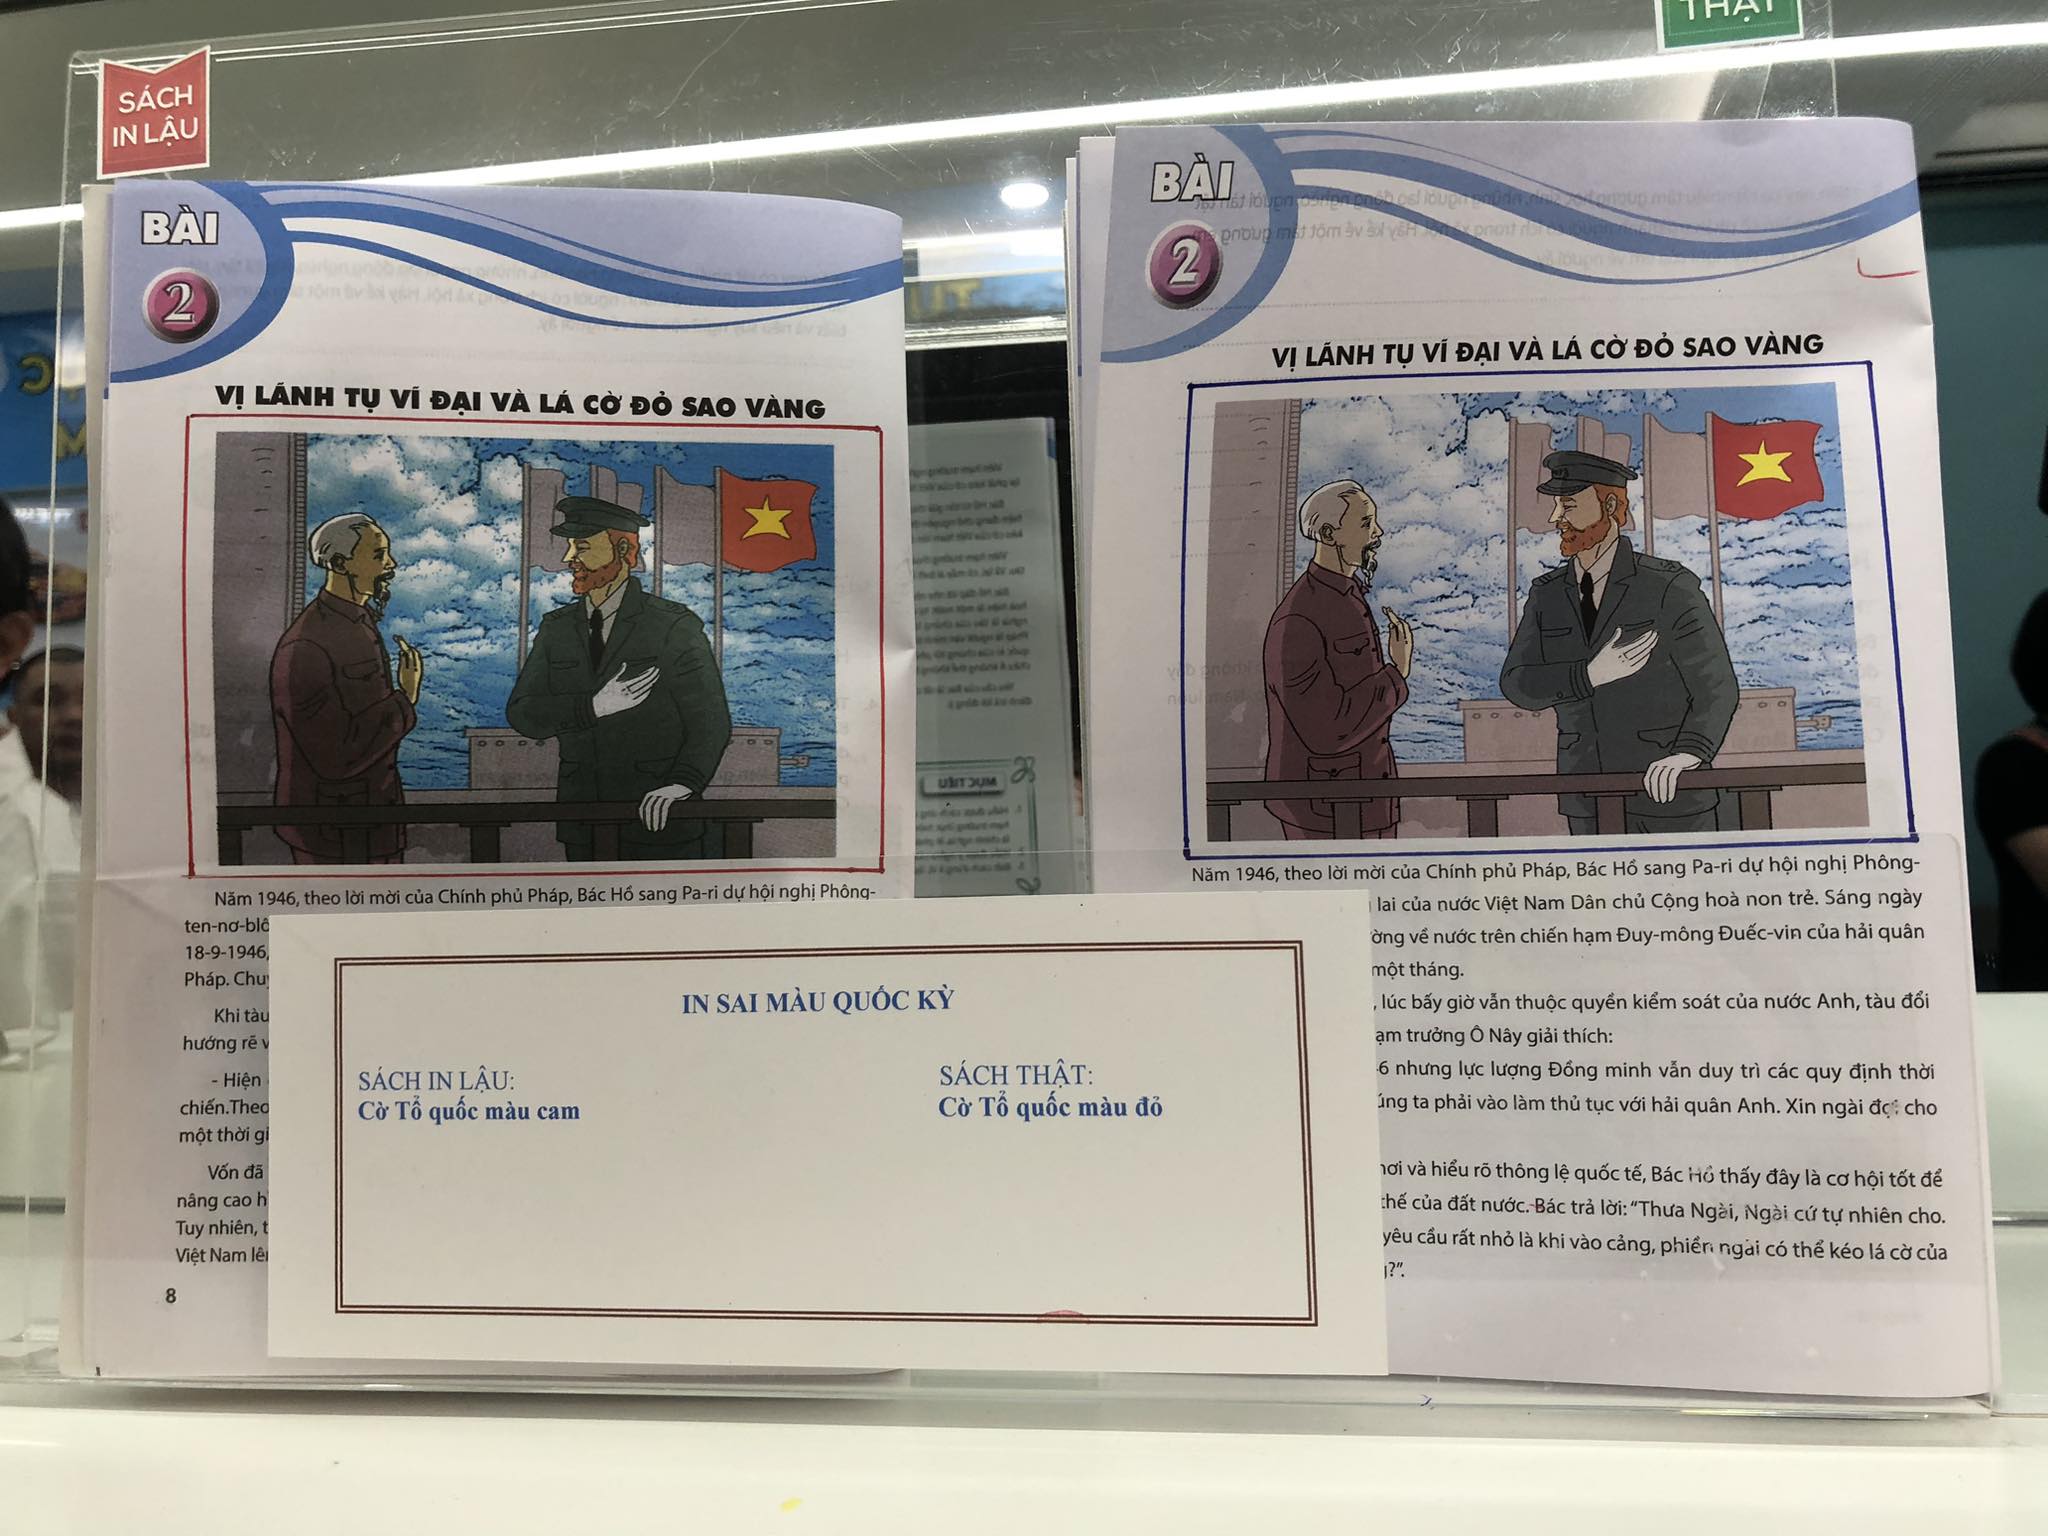 SÁCH
IN LẬU
THẬT
BÀI
2
VỊ LÃNH TỤ VĨ ĐẠI VÀ LÁ CỜ ĐỎ SAO VÀNG
Năm 1946, theo lời mời của Chính phủ Pháp, Bác Hồ sang Pa-ri dự hội nghị Phông-
ten-nơ-blô
18-9-1946,
Pháp.
Khi tàu
hướng rẽ
- Hiện
chiến.Theo
một thời
Vốn đã
nâng cao
Tuy nhiên,
Việt Nam
8
BÀI
2
VỊ LÃNH TỤ VĨ ĐẠI VÀ LÁ CỜ ĐỎ SAO VÀNG
Năm 1946, theo lời mời của Chính phủ Pháp, Bác Hồ sang Pa-ri dự hội nghị Phông-
lai của nước Việt Nam Dân chủ Cộng hoà non trẻ. Sáng ngày
về nước trên chiến hạm Đuy-mông Đuếc-vin của hải quân
một tháng.
, lúc bấy giờ vẫn thuộc quyền kiểm soát của nước Anh, tàu đổi
trưởng Ô Nây giải thích:
nhưng lực lượng Đồng minh vẫn duy trì các quy định thời
ta phải vào làm thủ tục với hải quân Anh. Xin ngài đợi cho
và hiểu rõ thông lệ quốc tế, Bác Hồ thấy đây là cơ hội tốt để
thế của đất nước. Bác trả lời: "Thưa Ngài, Ngài cứ tự nhiên cho.
yêu cầu rất nhỏ là khi vào cảng, phiền ngài có thể kéo lá cờ của
IN SAI MÀU QUỐC KỲ
SÁCH IN LẬU:
Cờ Tổ quốc màu cam
SÁCH THẬT:
Cờ Tổ quốc màu đỏ